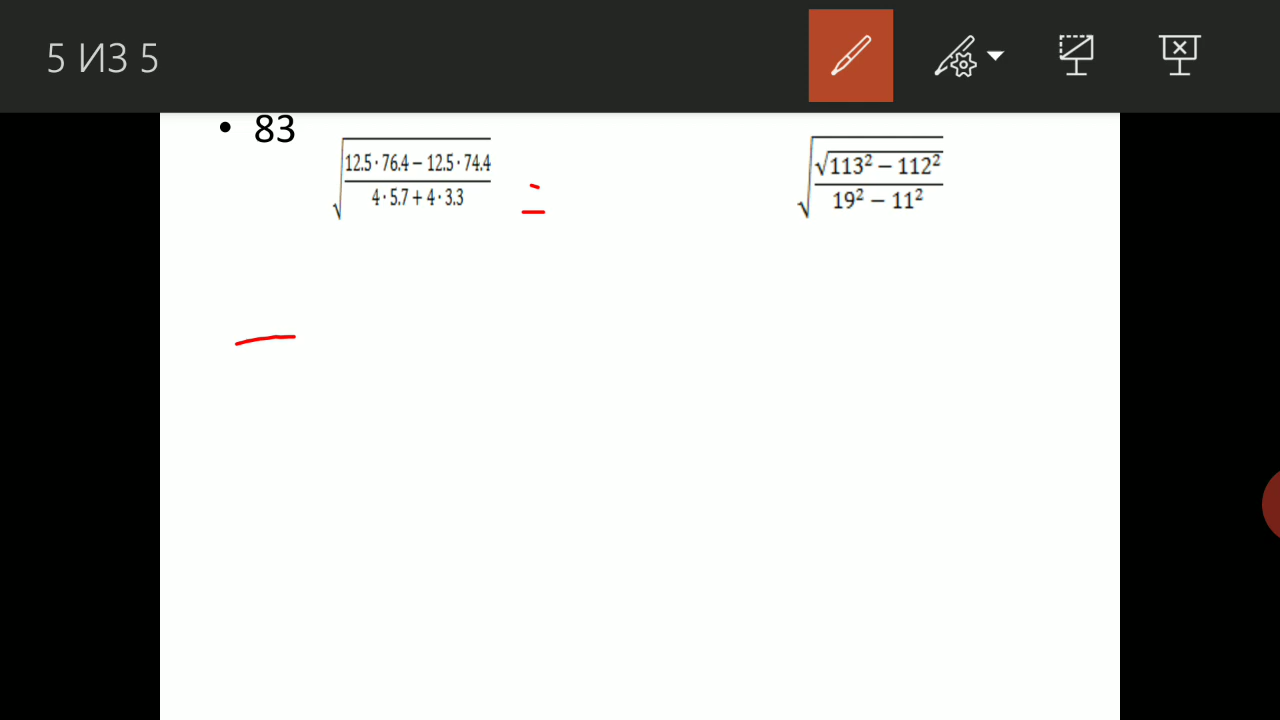 5 ИЗ 5
• 83
√((12.5·76.4 − 12.5·74.4)/(4·5.7 + 4·3.3)) =
√(√(113² − 112²)/(19² − 11²))